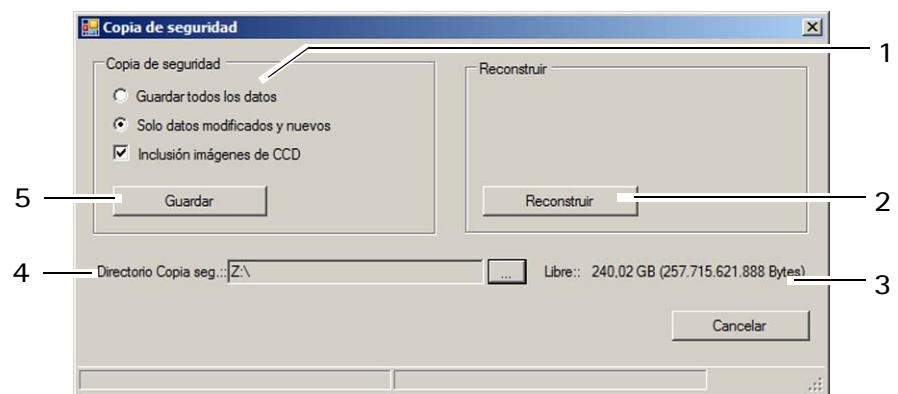 Copia de seguridad
1
Copia de seguridad
Reconstruir
Guardar todos los datos
Solo datos modificados y nuevos
Inclusión imágenes de CCD
5
Guardar
Reconstruir
2
4
Directorio Copia seg.:: Z:\
...
Libre:: 240,02 GB (257.715.621.888 Bytes)
3
Cancelar